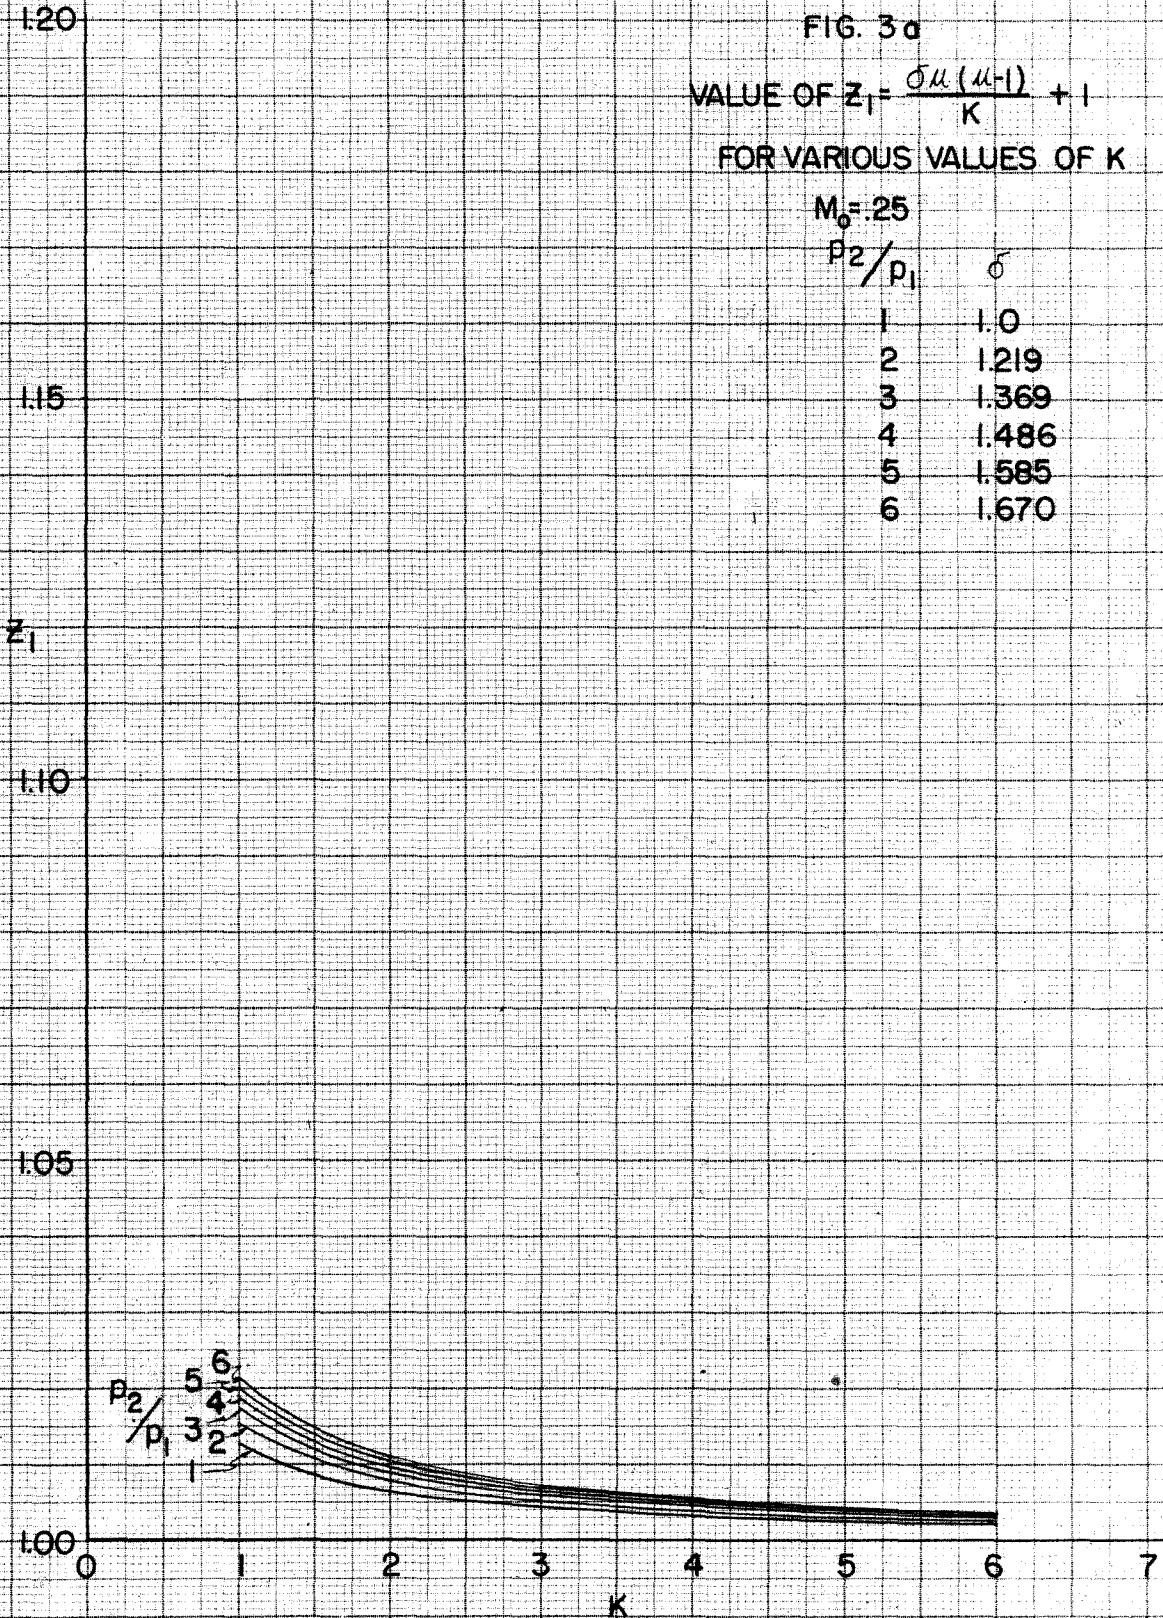 FIG. 3a
VALUE OF Z₁ = σμ(μ-1)/K + 1
FOR VARIOUS VALUES OF K
M₀=.25
P₂/P₁ σ
1 1.0
2 1.219
3 1.369
4 1.486
5 1.585
6 1.670
1.20
1.15
Z₁
1.10
1.05
1.00
P₂/P₁
6
5
4
3
2
1
0 1 2 3 4 5 6 7
K